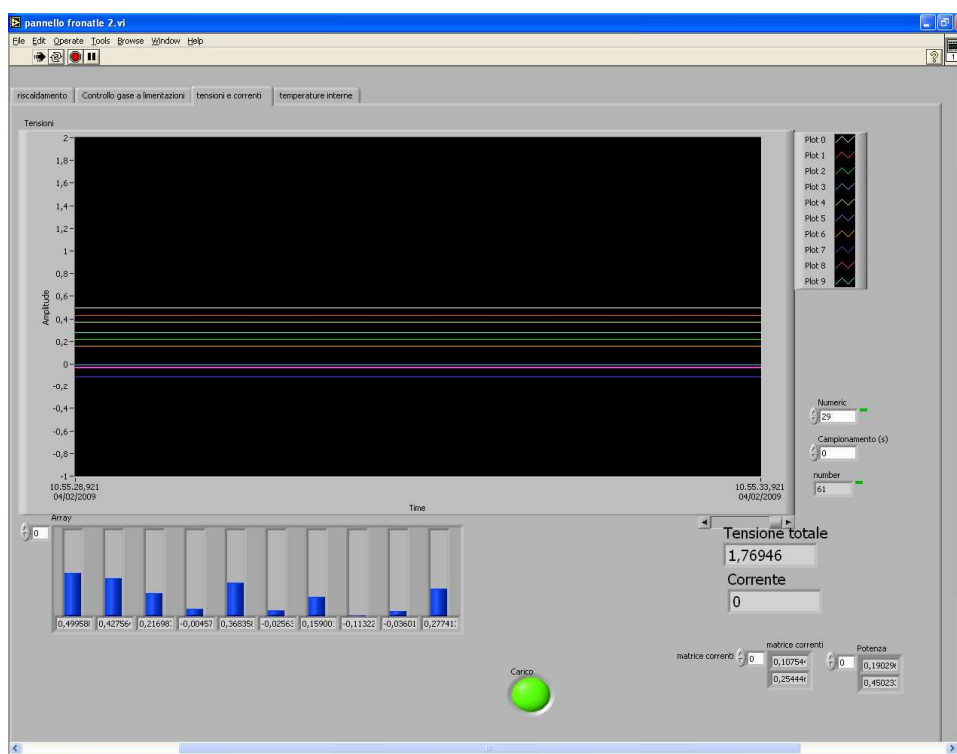 pannello fronatle 2.vi
File Edit Operate Tools Browse Window Help
riscaldamento Controllo gase a limentazioni tensioni e correnti temperature interne
Tensioni
2
1,8
1,6
1,4
1,2
1
0,8
0,6
0,4
0,2
0
-0,2
-0,4
-0,6
-0,8
-1
Amplitude
10.55.28,921
04/02/2009
10.55.33,921
04/02/2009
Time
Plot 0
Plot 1
Plot 2
Plot 3
Plot 4
Plot 5
Plot 6
Plot 7
Plot 8
Plot 9
Numeric
29
Campionamento (s)
0
number
61
Array
0
0,49958 0,42756 0,21698 -0,00457 0,36835 -0,0256 0,15900 -0,11322 -0,03601 0,27741
Tensione totale
1,76946
Corrente
0
Carico
matrice correnti 0
matrice correnti
0,10754
0,25444
Potenza
0
0,19029
0,45023